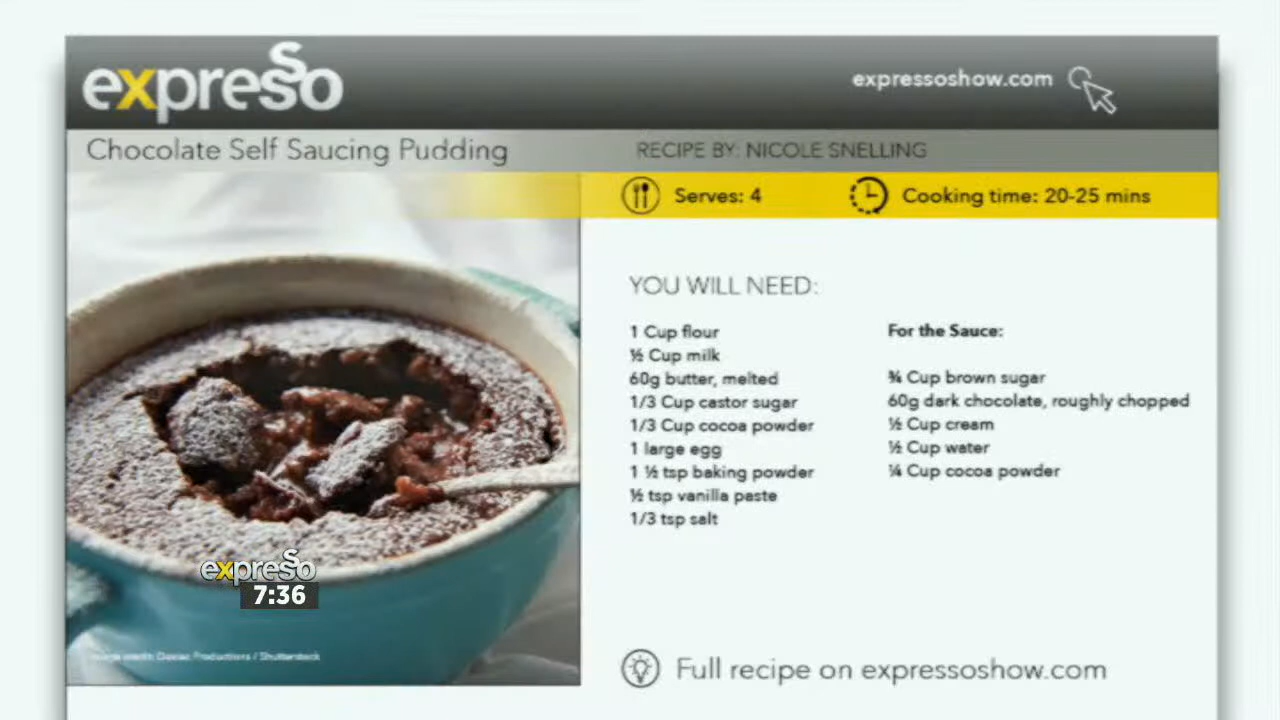 expresso
expressoshow.com
Chocolate Self Saucing Pudding
RECIPE BY: NICOLE SNELLING
Serves: 4
Cooking time: 20-25 mins
YOU WILL NEED:
1 Cup flour
½ Cup milk
60g butter, melted
1/3 Cup castor sugar
1/3 Cup cocoa powder
1 large egg
1 ½ tsp baking powder
½ tsp vanilla paste
1/3 tsp salt
For the Sauce:
¾ Cup brown sugar
60g dark chocolate, roughly chopped
½ Cup cream
½ Cup water
¼ Cup cocoa powder
expresso
7:36
Productions / Shutterstock
Full recipe on expressoshow.com